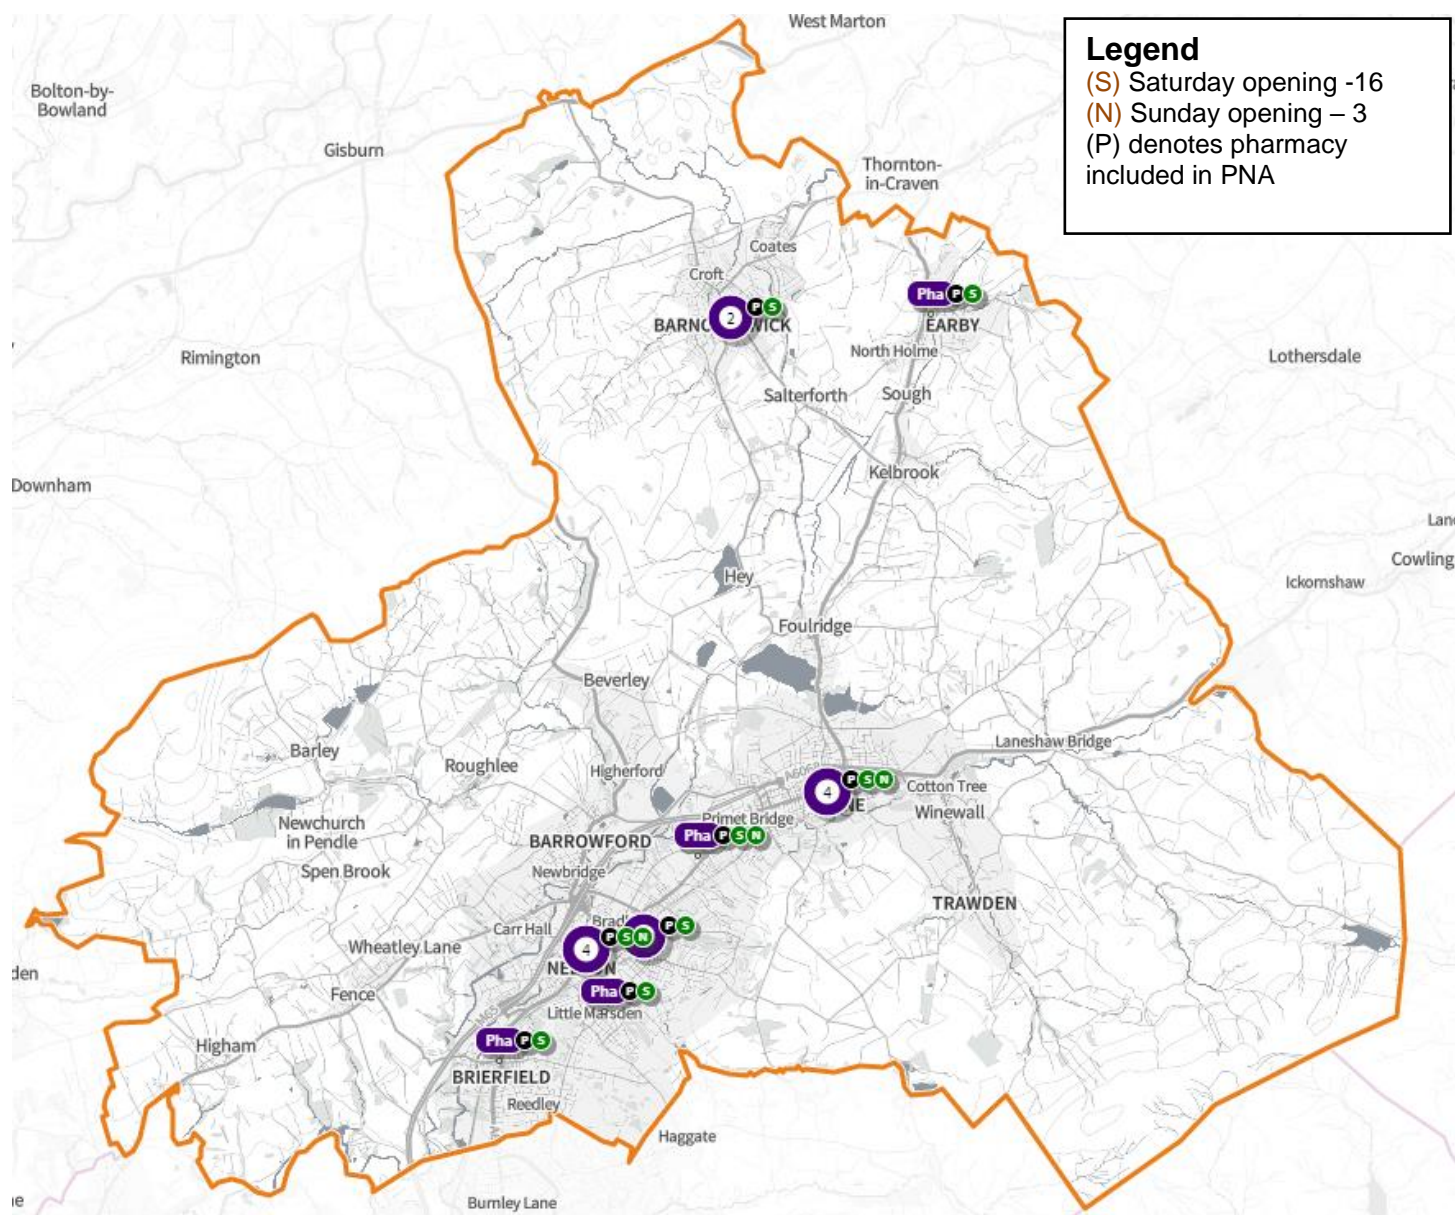 West Marton
Legend
(S) Saturday opening -16
(N) Sunday opening – 3
(P) denotes pharmacy
included in PNA
Bolton-by-
Bowland
Gisburn
Thornton-
in-Craven
Coates
Croft
Pha P S
P S
2
EARBY
North Holme
Rimington
Lothersdale
Salterforth
Sough
Kelbrook
Downham
Cowling
Ickornshaw
Hey
Foulridge
Beverley
Barley
Roughlee
Laneshaw Bridge
Higherford
P S N
4
Cotton Tree
Winewall
Newchurch
in Pendle
Primet Bridge
Pha P S N
BARROWFORD
Spen Brook
Newbridge
TRAWDEN
Carr Hall
P S
P S N
4
Wheatley Lane
Fence
Pha P S
Little Marsden
Higham
Pha P S
BRIERFIELD
Reedley
Haggate
Burnley Lane